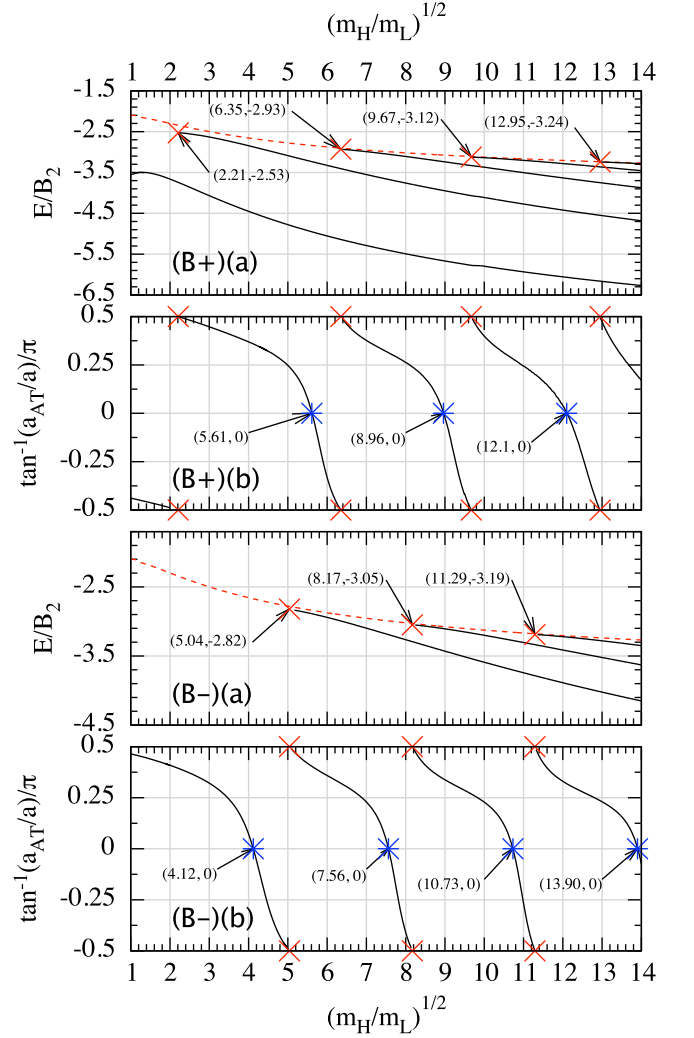 (m_H/m_L)^{1/2}
1 2 3 4 5 6 7 8 9 10 11 12 13 14
-1.5
-2.5
-3.5
-4.5
-5.5
-6.5
E/B_2
(6.35,-2.93)
(9.67,-3.12)
(12.95,-3.24)
(2.21,-2.53)
(B+)(a)
0.5
0.25
0
-0.25
-0.5
tan^{-1}(a_{AT}/a)/π
(5.61, 0)
(8.96, 0)
(12.1, 0)
(B+)(b)
-2.5
-3.5
-4.5
E/B_2
(8.17,-3.05)
(11.29,-3.19)
(5.04,-2.82)
(B−)(a)
0.5
0.25
0
-0.25
-0.5
tan^{-1}(a_{AT}/a)/π
(4.12, 0)
(7.56, 0)
(10.73, 0)
(13.90, 0)
(B−)(b)
1 2 3 4 5 6 7 8 9 10 11 12 13 14
(m_H/m_L)^{1/2}